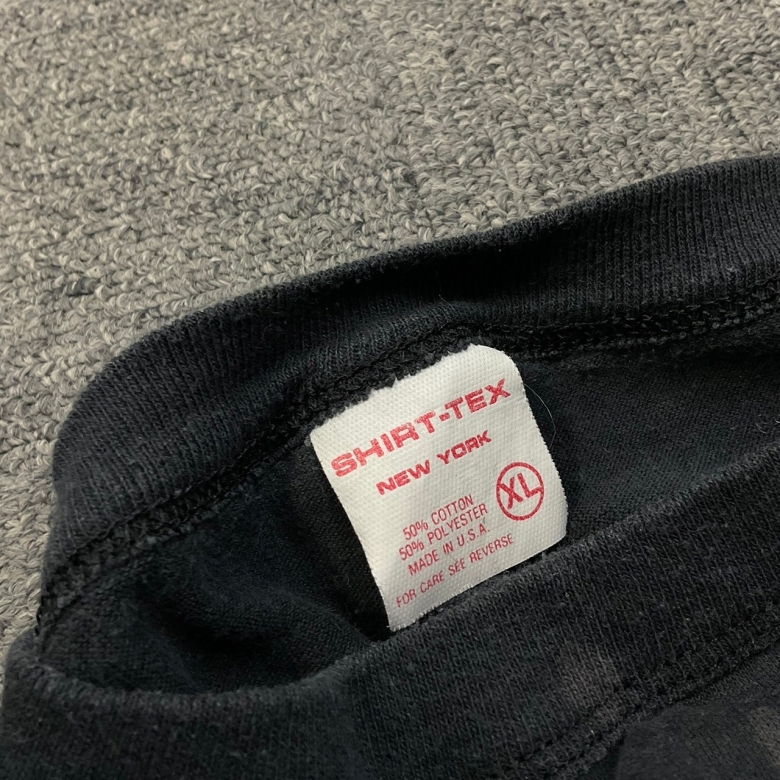 SHIRT-TEX
NEW YORK
XL
50% COTTON
50% POLYESTER
MADE IN U.S.A.
FOR CARE SEE REVERSE